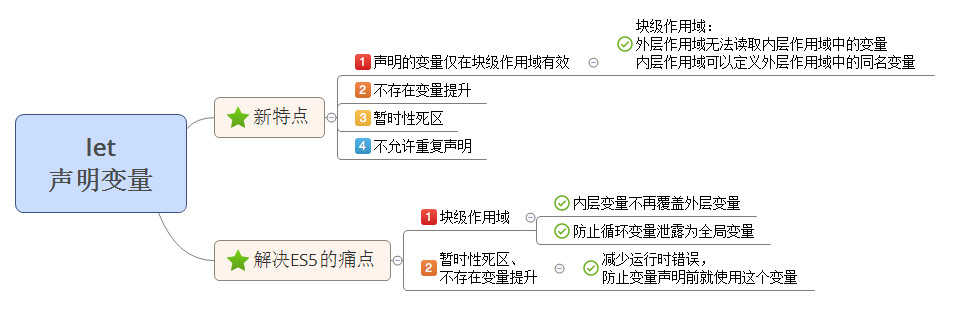 let
声明变量
新特点
1 声明的变量仅在块级作用域有效
块级作用域：
外层作用域无法读取内层作用域中的变量
内层作用域可以定义外层作用域中的同名变量
2 不存在变量提升
3 暂时性死区
4 不允许重复声明
解决ES5的痛点
1 块级作用域
内层变量不再覆盖外层变量
防止循环变量泄露为全局变量
2 暂时性死区、
不存在变量提升
减少运行时错误，
防止变量声明前就使用这个变量